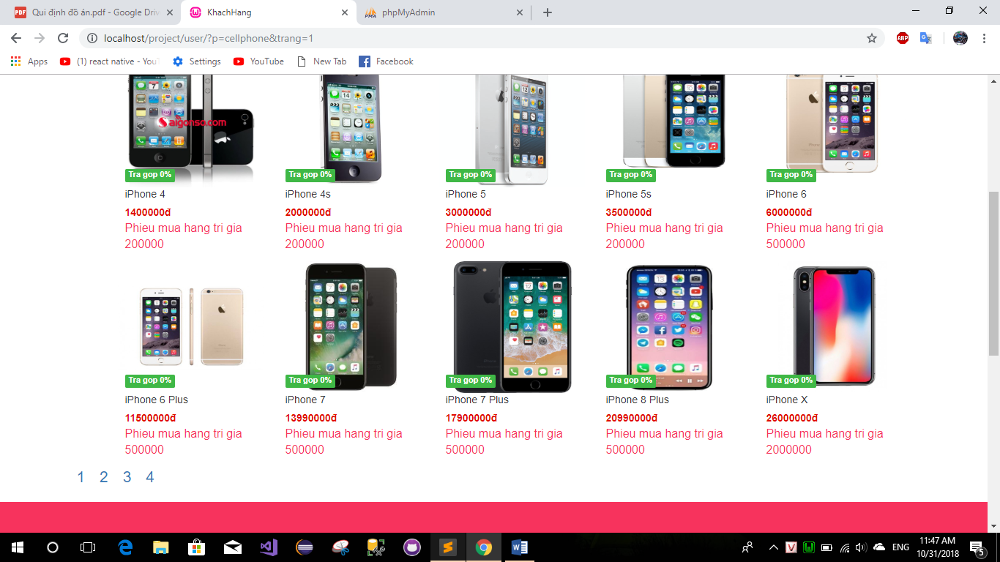 Qui định đồ án.pdf - Google Driv
KhachHang
phpMyAdmin
localhost/project/user/?p=cellphone&trang=1
ABP
Apps
(1) react native - YouT
Settings
YouTube
New Tab
Facebook
saigonso.com
Tra gop 0%
Tra gop 0%
Tra gop 0%
Tra gop 0%
Tra gop 0%
iPhone 4
iPhone 4s
iPhone 5
iPhone 5s
iPhone 6
1400000đ
2000000đ
3000000đ
3500000đ
6000000đ
Phieu mua hang tri gia
200000
Phieu mua hang tri gia
200000
Phieu mua hang tri gia
200000
Phieu mua hang tri gia
200000
Phieu mua hang tri gia
500000
Tra gop 0%
Tra gop 0%
Tra gop 0%
Tra gop 0%
Tra gop 0%
iPhone 6 Plus
iPhone 7
iPhone 7 Plus
iPhone 8 Plus
iPhone X
11500000đ
13990000đ
17900000đ
20990000đ
26000000đ
Phieu mua hang tri gia
500000
Phieu mua hang tri gia
500000
Phieu mua hang tri gia
500000
Phieu mua hang tri gia
500000
Phieu mua hang tri gia
2000000
1 2 3 4
ENG
11:47 AM
10/31/2018
5